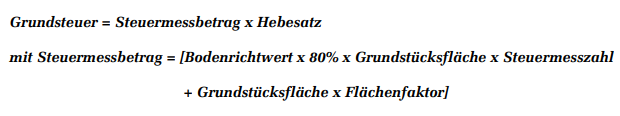 Grundsteuer = Steuermessbetrag x Hebesatz
mit Steuermessbetrag = [Bodenrichtwert x 80% x Grundstücksfläche x Steuermesszahl
+ Grundstücksfläche x Flächenfaktor]